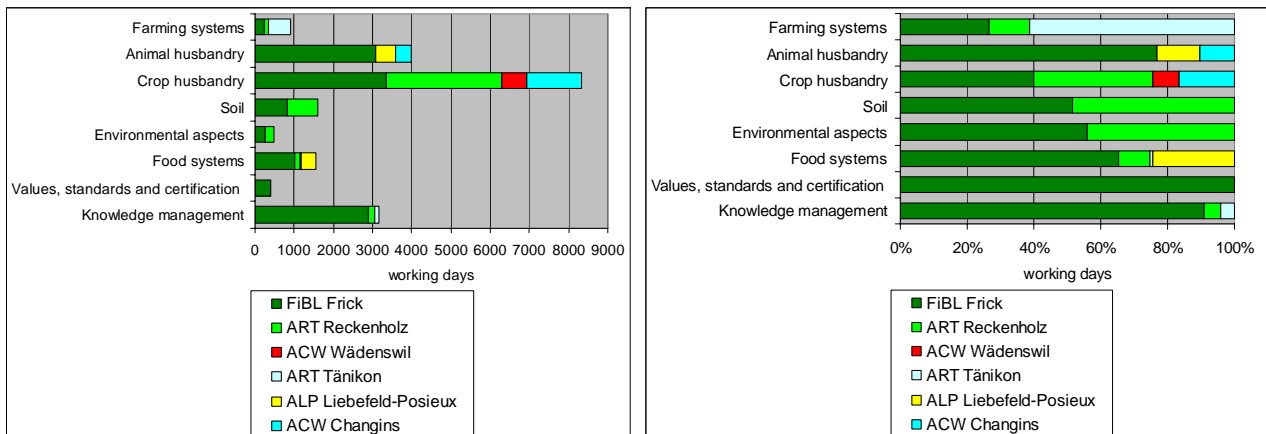 Farming systems
Animal husbandry
Crop husbandry
Soil
Environmental aspects
Food systems
Values, standards and certification
Knowledge management
0 1000 2000 3000 4000 5000 6000 7000 8000 9000
working days
FiBL Frick
ART Reckenholz
ACW Wädenswil
ART Tänikon
ALP Liebefeld-Posieux
ACW Changins
Farming systems
Animal husbandry
Crop husbandry
Soil
Environmental aspects
Food systems
Values, standards and certification
Knowledge management
0% 20% 40% 60% 80% 100%
working days
FiBL Frick
ART Reckenholz
ACW Wädenswil
ART Tänikon
ALP Liebefeld-Posieux
ACW Changins